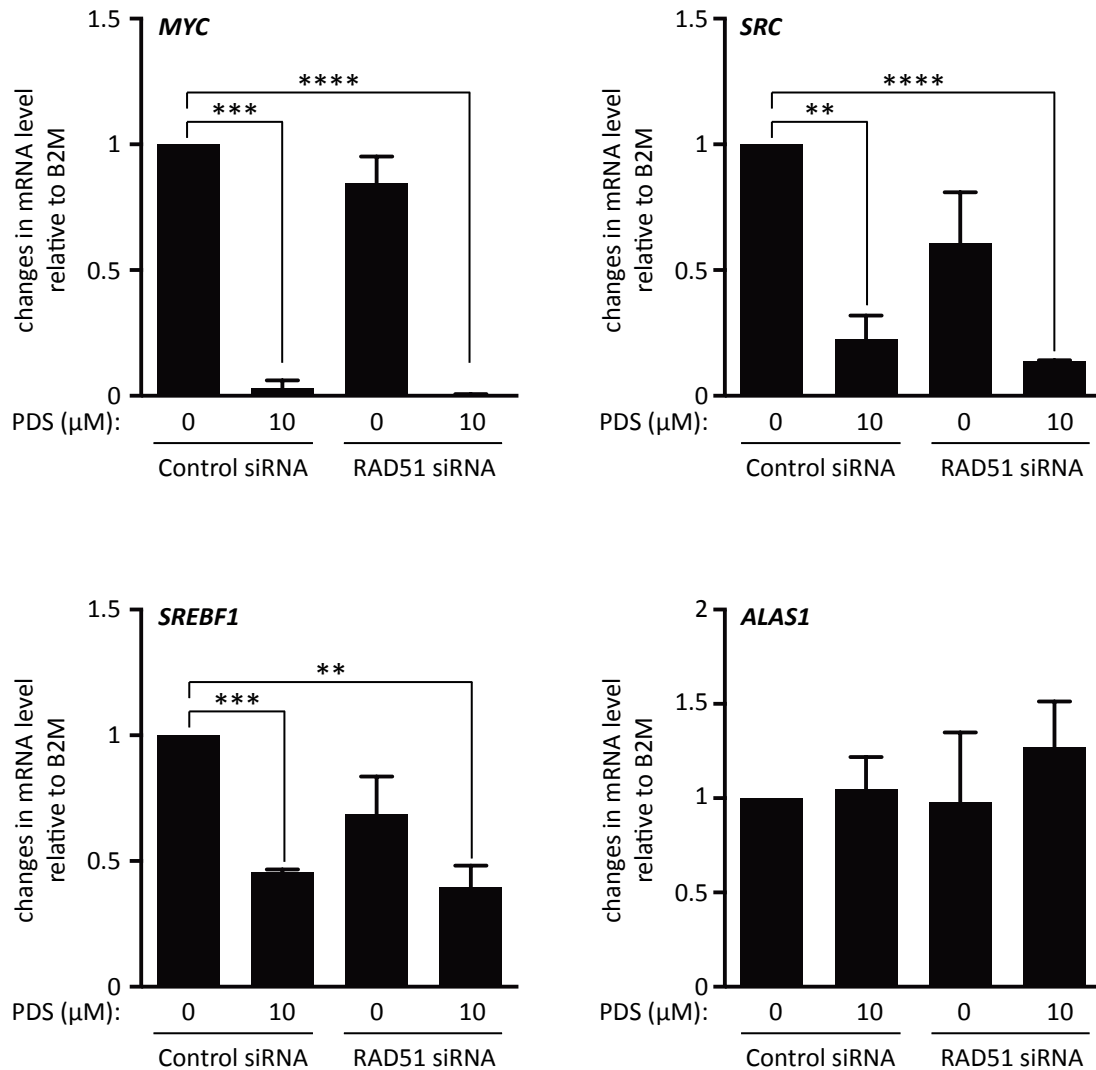 MYC
1.5
1
0.5
0
changes in mRNA level
relative to B2M
****
***
PDS (μM): 0 10 0 10
Control siRNA RAD51 siRNA
SRC
1.5
1
0.5
0
changes in mRNA level
relative to B2M
****
**
PDS (μM): 0 10 0 10
Control siRNA RAD51 siRNA
SREBF1
1.5
1
0.5
0
changes in mRNA level
relative to B2M
**
***
PDS (μM): 0 10 0 10
Control siRNA RAD51 siRNA
ALAS1
2
1.5
1
0.5
0
changes in mRNA level
relative to B2M
PDS (μM): 0 10 0 10
Control siRNA RAD51 siRNA